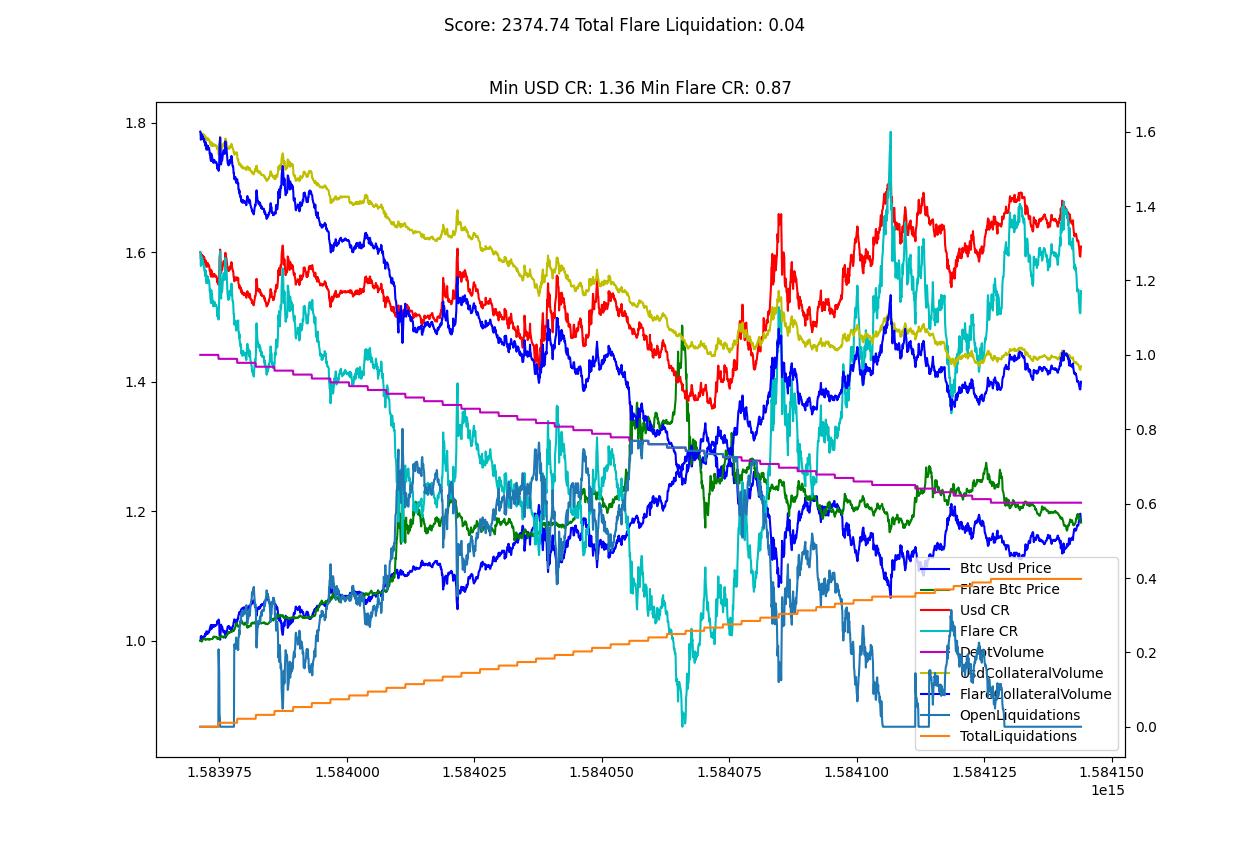 Score: 2374.74 Total Flare Liquidation: 0.04
Min USD CR: 1.36 Min Flare CR: 0.87
1.8
1.6
1.4
1.2
1.0
1.6
1.4
1.2
1.0
0.8
0.6
0.4
0.2
0.0
Btc Usd Price
Flare Btc Price
Usd CR
Flare CR
DebtVolume
UsdCollateralVolume
FlareCollateralVolume
OpenLiquidations
TotalLiquidations
1.583975 1.584000 1.584025 1.584050 1.584075 1.584100 1.584125 1.584150
1e15